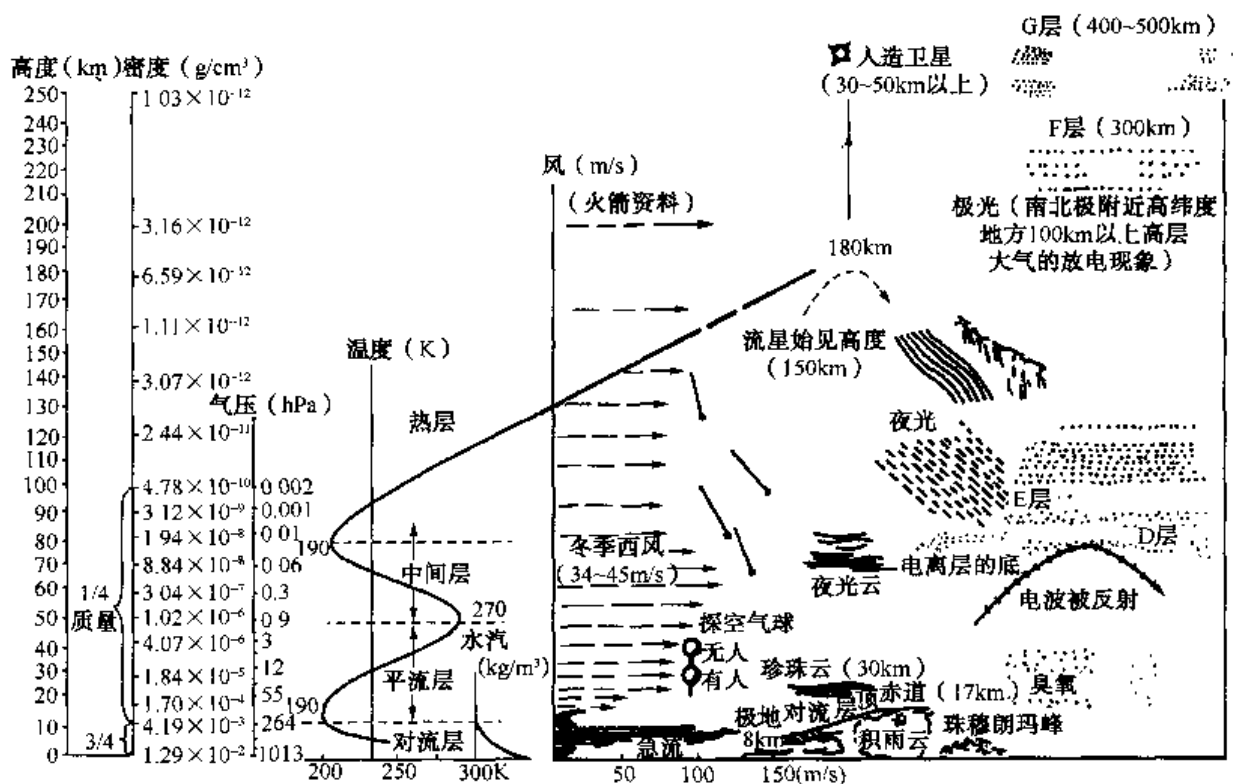 G层（400~500km）
人造卫星
（30~50km以上）
高度（km）
密度（g/cm³）
250
240
230
220
210
200
190
180
170
160
150
140
130
120
110
100
90
80
70
60
50
40
30
20
10
0
1/4
质量
3/4
1 03×10⁻¹²
3.16×10⁻¹²
6.59×10⁻¹²
1.11×10⁻¹²
3.07×10⁻¹²
2.44×10⁻¹¹
4.78×10⁻¹⁰
3 12×10⁻⁹
1.94×10⁻⁸
8.84×10⁻⁸
3.04×10⁻⁷
1.02×10⁻⁶
4.07×10⁻⁶
1.84×10⁻⁵
1.70×10⁻⁴
4.19×10⁻³
1.29×10⁻²
气压（hPa）
0.002
0.001
0 01
0 06
0.3
0 9
3
12
55
264
1013
温度（K）
热层
190
中间层
270
水汽
(kg/m³)
平流层
190
对流层
200
250
300K
风（m/s）
（火箭资料）
冬季西风
（34~45m/s）
探空气球
无人
有人
急流
50
100
150(m/s)
F层（300km）
极光（南北极附近高纬度
地方100km以上高层
大气的放电现象）
180km
流星始见高度
（150km）
夜光
E层
D层
夜光云
电离层的底
电波被反射
珍珠云（30km）
臭氧
极地
8km
对流层顶
赤道（17km）
积雨云
珠穆朗玛峰